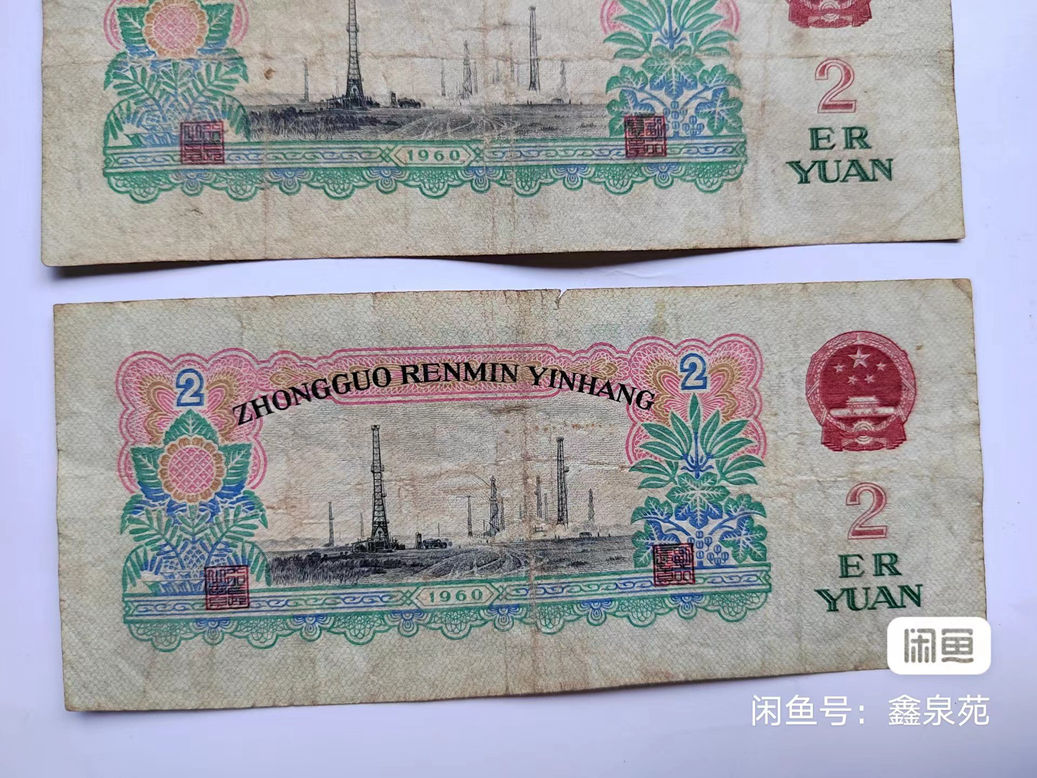 1960
2
ER
YUAN
2
ZHONGGUO RENMIN YINHANG
2
1960
2
ER
YUAN
闲鱼
闲鱼号：鑫泉苑